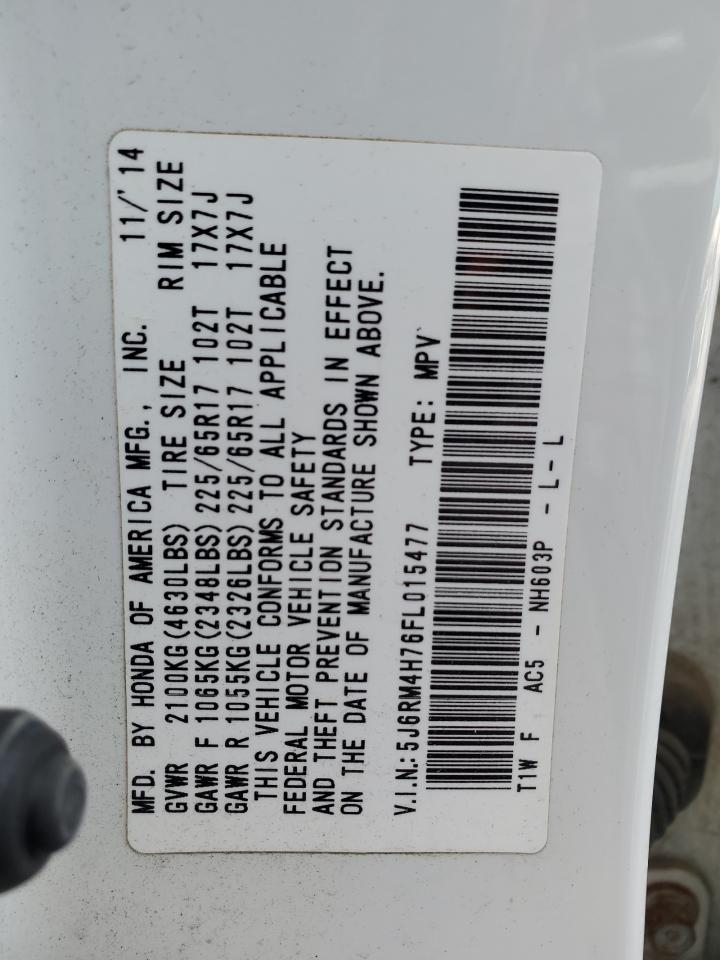 MFD. BY HONDA OF AMERICA MFG., INC. 11/'14
GVWR 2100KG(4630LBS) TIRE SIZE RIM SIZE
GAWR F 1065KG(2348LBS) 225/65R17 102T 17X7J
GAWR R 1055KG(2326LBS) 225/65R17 102T 17X7J
THIS VEHICLE CONFORMS TO ALL APPLICABLE
FEDERAL MOTOR VEHICLE SAFETY
AND THEFT PREVENTION STANDARDS IN EFFECT
ON THE DATE OF MANUFACTURE SHOWN ABOVE.
V.I.N.: 5J6RM4H76FL015477 TYPE: MPV
T1W F AC5 - NH603P - L - L